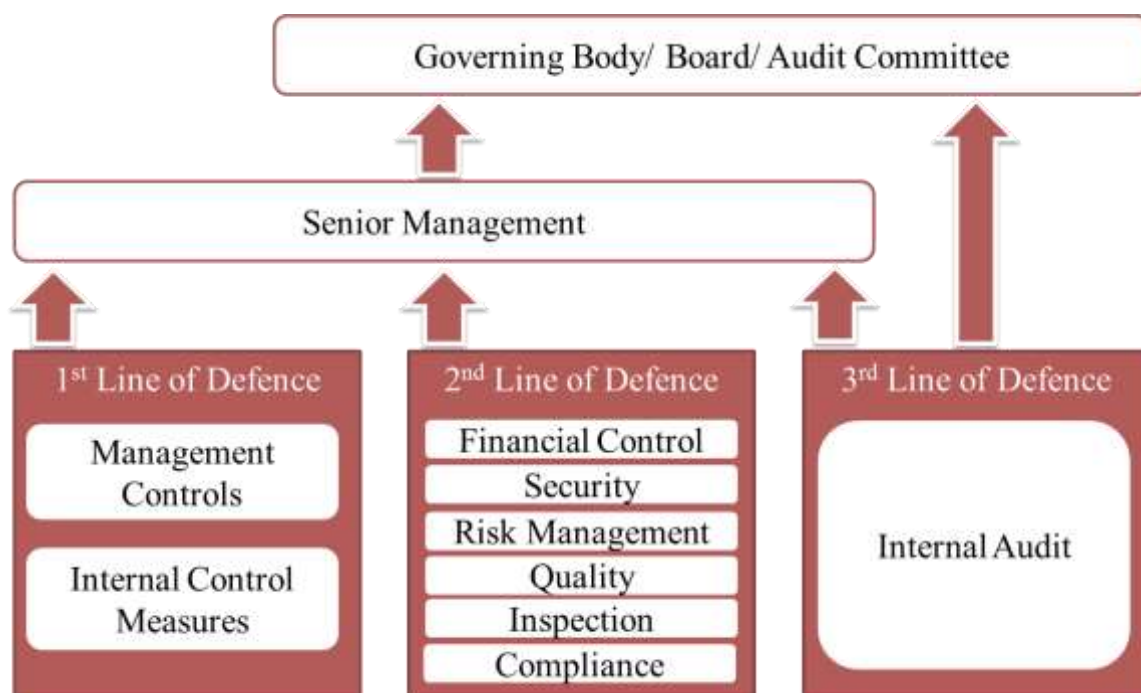 Governing Body/ Board/ Audit Committee
Senior Management
1st Line of Defence
Management
Controls
Internal Control
Measures
2nd Line of Defence
Financial Control
Security
Risk Management
Quality
Inspection
Compliance
3rd Line of Defence
Internal Audit